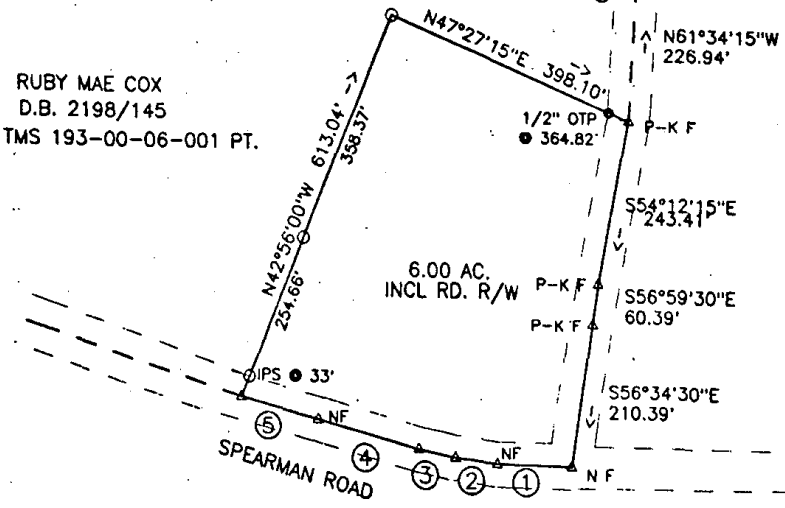 N47°27'15"E 398.10'
N61°34'15"W
226.94'
RUBY MAE COX
D.B. 2198/145
TMS 193-00-06-001 PT.
1/2" OTP
364.82'
P-K F
N42°56'00"W 613.04'
358.37'
254.66'
S54°12'15"E
243.41'
6.00 AC.
INCL RD. R/W
P-K F
S56°59'30"E
60.39'
P-K F
S56°34'30"E
210.39'
IPS 33'
NF
NF
N F
5
4
3
2
1
SPEARMAN ROAD